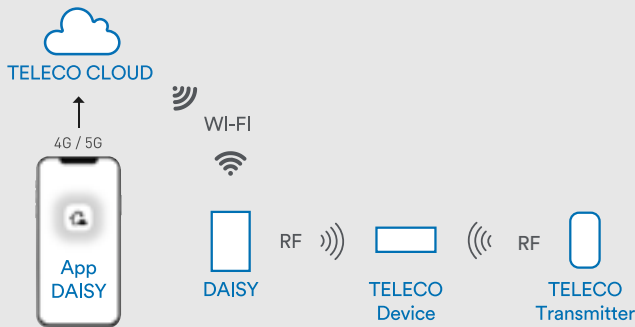 TELECO CLOUD
4G / 5G
App
DAISY
WI-FI
DAISY
RF
TELECO
Device
RF
TELECO
Transmitter